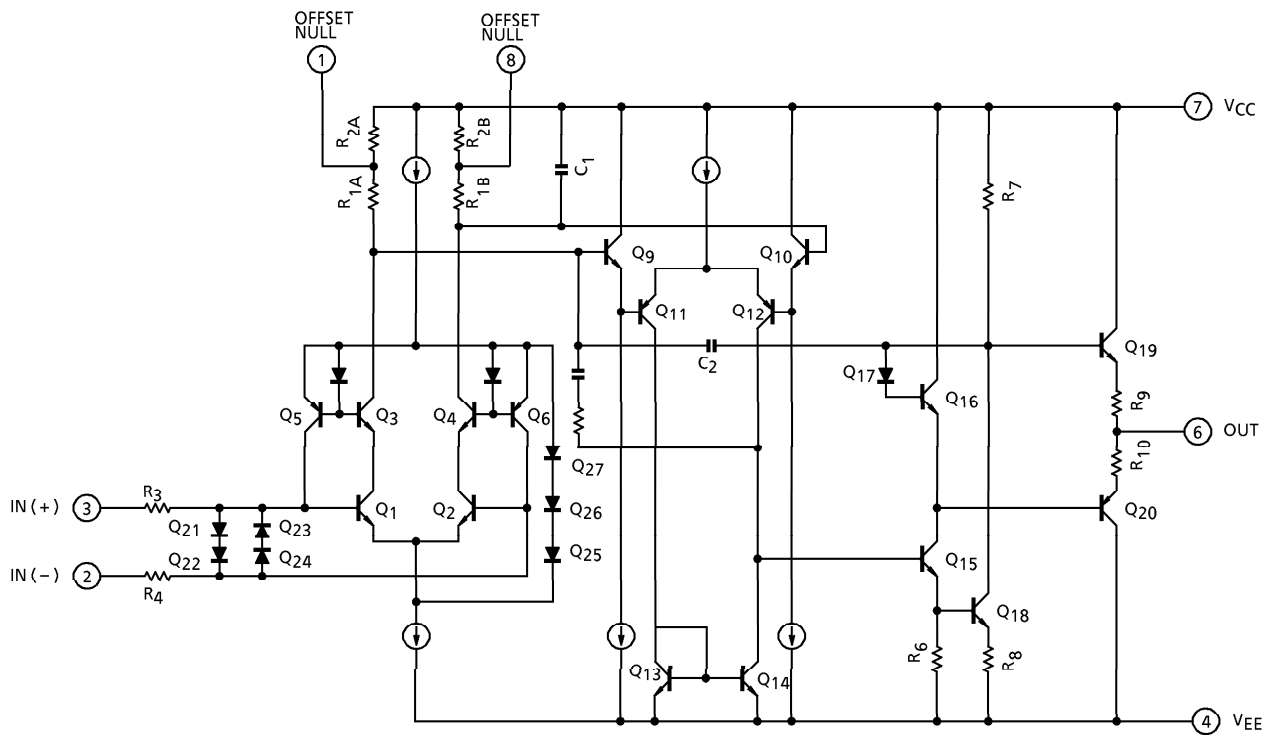 OFFSET
NULL
OFFSET
NULL
1
8
7 VCC
R2A
R2B
R1A
R1B
C1
R7
Q9
Q10
Q11
Q12
C2
Q17
Q19
Q5
Q3
Q4
Q6
Q16
R9
6 OUT
R10
Q27
IN(+) 3
R3
Q1
Q2
Q26
Q20
Q21
Q23
Q22
Q24
Q25
Q15
IN(-) 2
R4
Q18
R6
R8
Q13
Q14
4 VEE